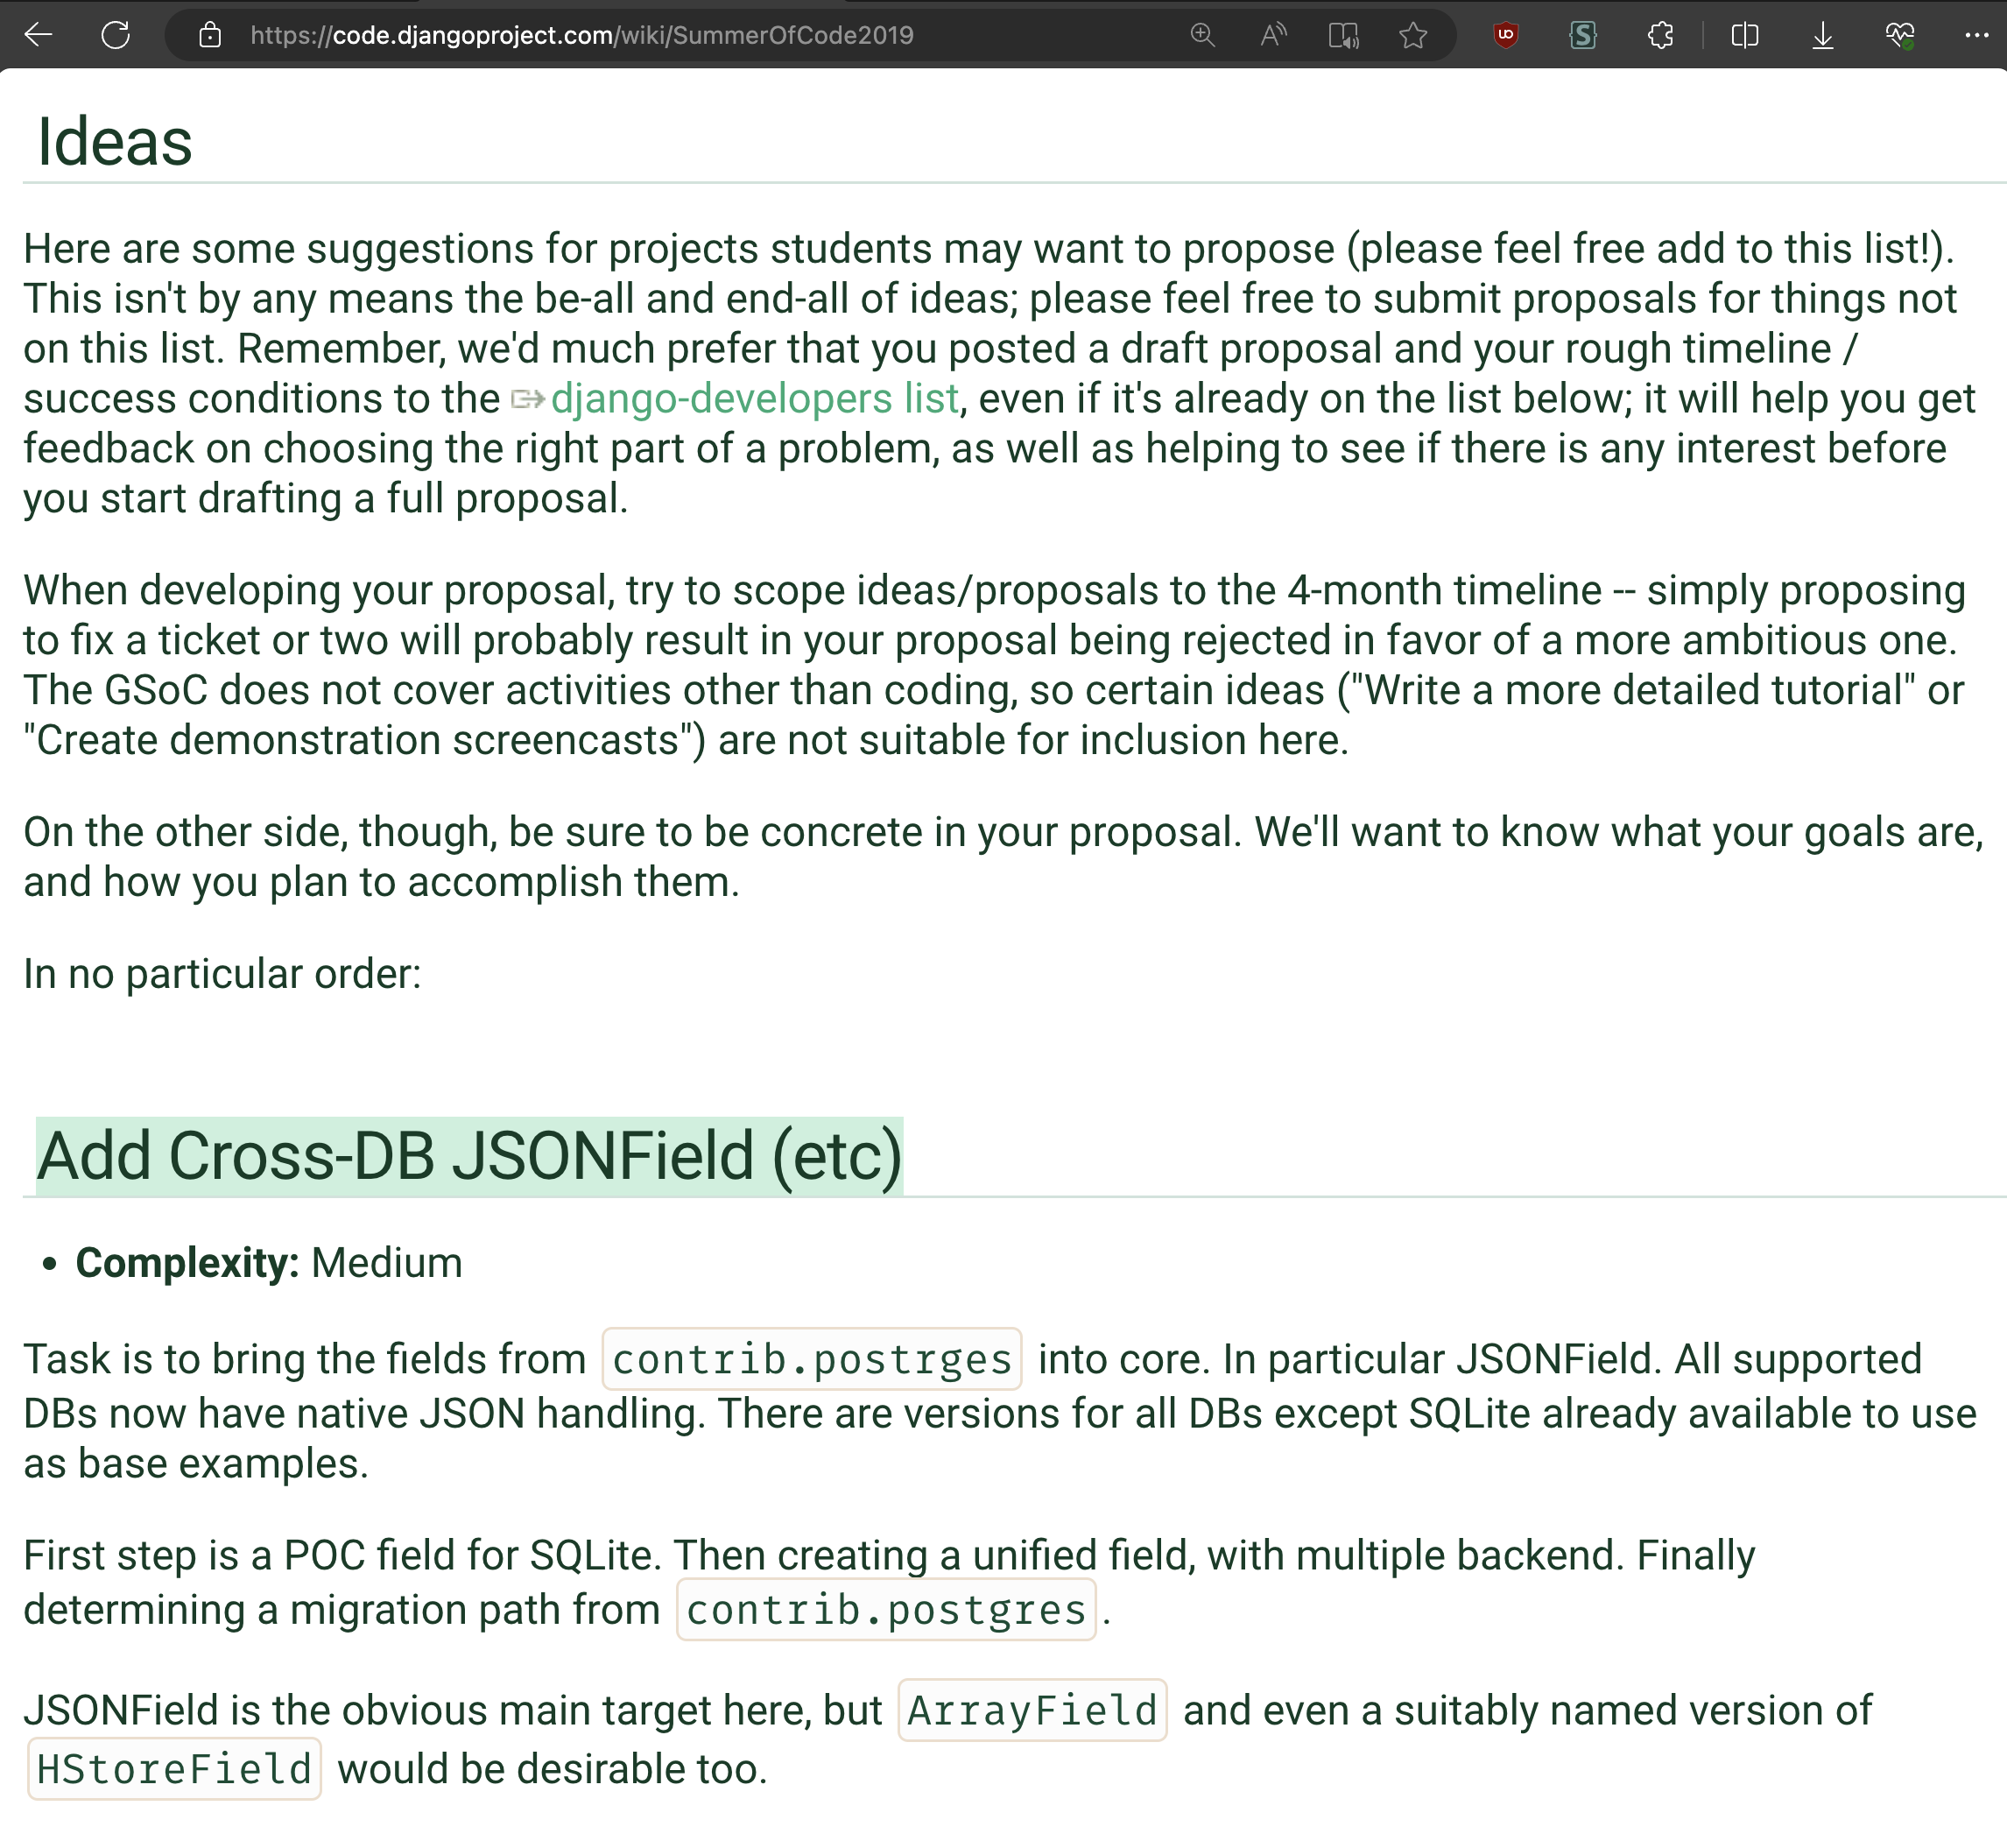 https://code.djangoproject.com/wiki/SummerOfCode2019
Ideas
Here are some suggestions for projects students may want to propose (please feel free add to this list!).
This isn't by any means the be-all and end-all of ideas; please feel free to submit proposals for things not
on this list. Remember, we'd much prefer that you posted a draft proposal and your rough timeline /
success conditions to the django-developers list, even if it's already on the list below; it will help you get
feedback on choosing the right part of a problem, as well as helping to see if there is any interest before
you start drafting a full proposal.
When developing your proposal, try to scope ideas/proposals to the 4-month timeline -- simply proposing
to fix a ticket or two will probably result in your proposal being rejected in favor of a more ambitious one.
The GSoC does not cover activities other than coding, so certain ideas ("Write a more detailed tutorial" or
"Create demonstration screencasts") are not suitable for inclusion here.
On the other side, though, be sure to be concrete in your proposal. We'll want to know what your goals are,
and how you plan to accomplish them.
In no particular order:
Add Cross-DB JSONField (etc)
• Complexity: Medium
Task is to bring the fields from contrib.postrges into core. In particular JSONField. All supported
DBs now have native JSON handling. There are versions for all DBs except SQLite already available to use
as base examples.
First step is a POC field for SQLite. Then creating a unified field, with multiple backend. Finally
determining a migration path from contrib.postgres.
JSONField is the obvious main target here, but ArrayField and even a suitably named version of
HStoreField would be desirable too.